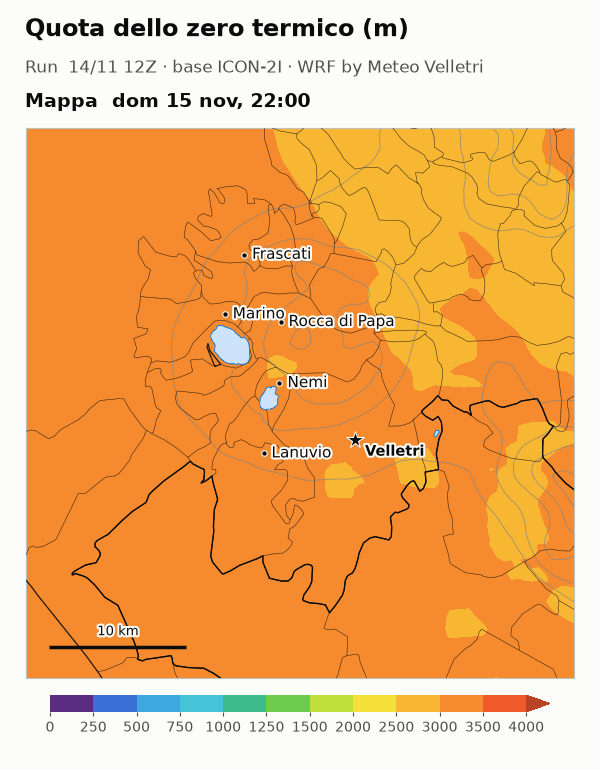 Quota dello zero termico (m)
Run  14/11 12Z · base ICON-2I · WRF by Meteo Velletri
Mappa  dom 15 nov, 22:00
Frascati
Marino
Rocca di Papa
Nemi
Velletri
Lanuvio
10 km
0 250 500 750 1000 1250 1500 2000 2500 3000 3500 4000